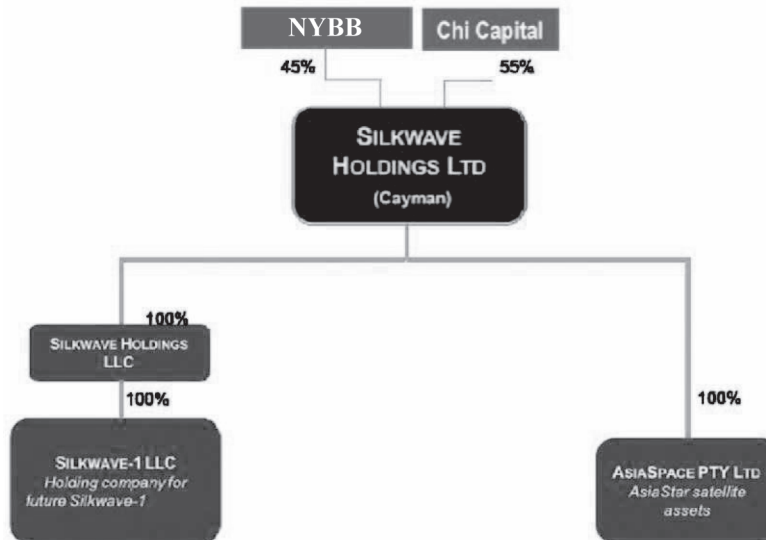 NYBB
Chi Capital
45%
55%
SILKWAVE
HOLDINGS LTD
(Cayman)
100%
SILKWAVE HOLDINGS
LLC
100%
100%
SILKWAVE-1 LLC
Holding company for
future Silkwave-1
ASIASPACE PTY LTD
AsiaStar satellite
assets